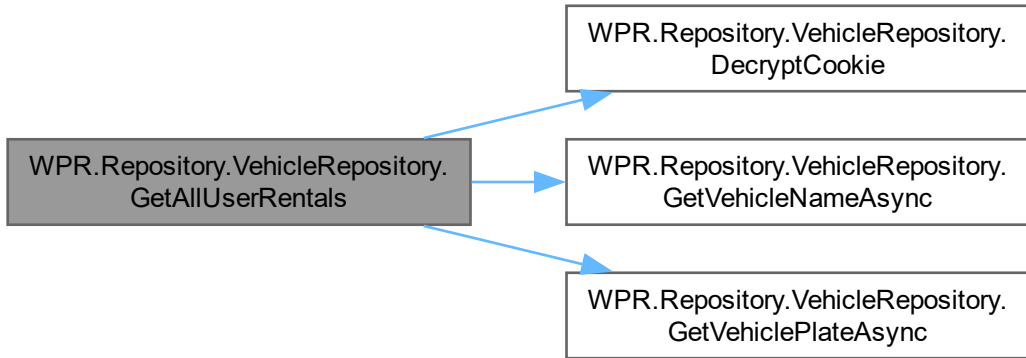 WPR.Repository.VehicleRepository.
DecryptCookie
WPR.Repository.VehicleRepository.
GetAllUserRentals
WPR.Repository.VehicleRepository.
GetVehicleNameAsync
WPR.Repository.VehicleRepository.
GetVehiclePlateAsync